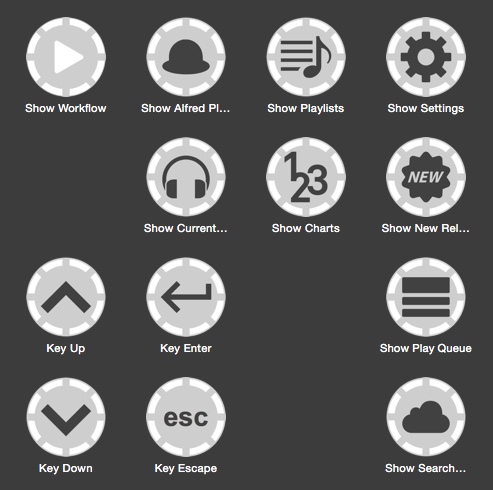 Show Workflow
Show Alfred Pl...
Show Playlists
Show Settings
123
NEW
Show Current...
Show Charts
Show New Rel...
Key Up
Key Enter
Show Play Queue
esc
Key Down
Key Escape
Show Search...